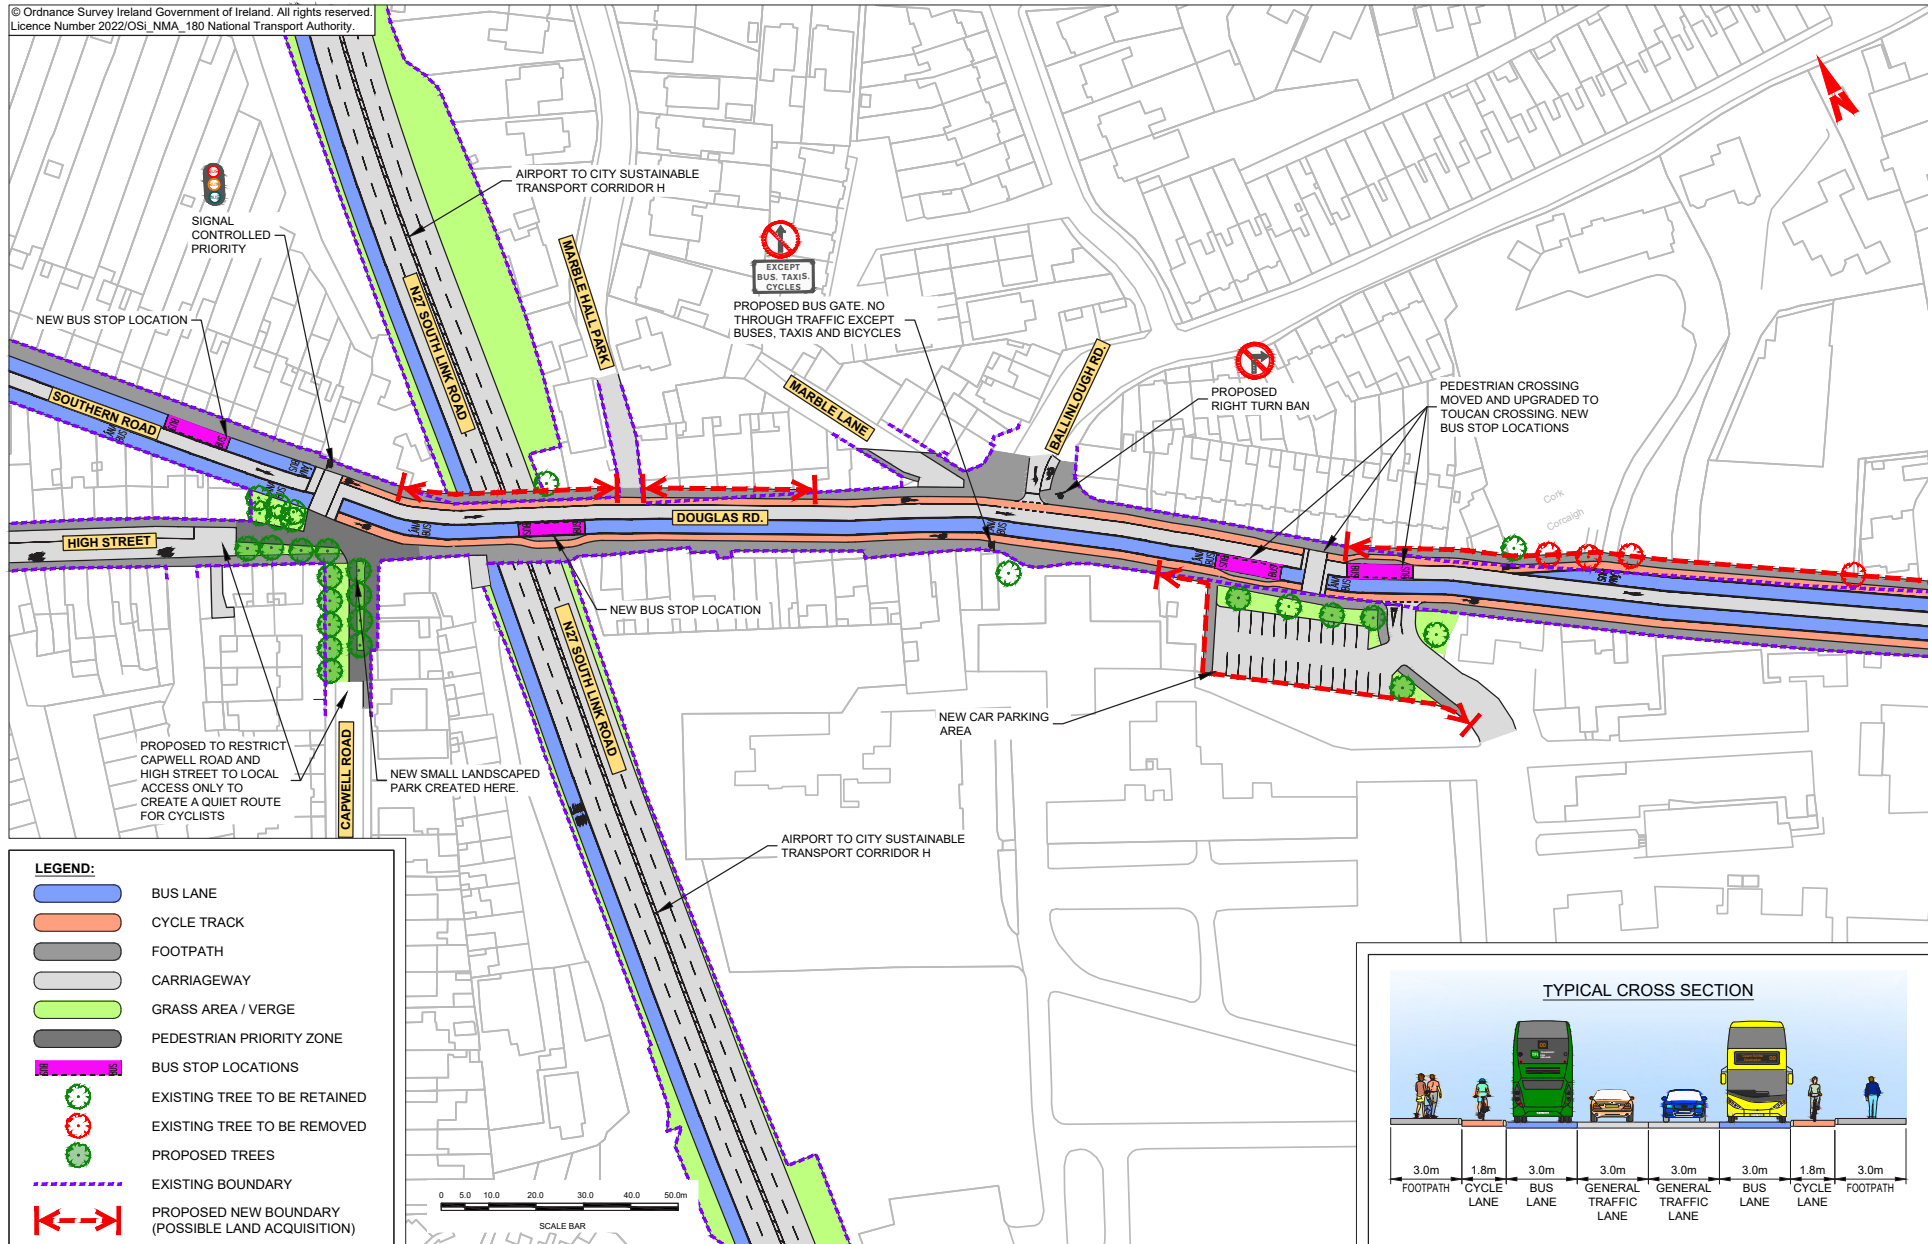 © Ordnance Survey Ireland Government of Ireland. All rights reserved.
Licence Number 2022/OSi_NMA_180 National Transport Authority.
SIGNAL
CONTROLLED
PRIORITY
NEW BUS STOP LOCATION
AIRPORT TO CITY SUSTAINABLE
TRANSPORT CORRIDOR H
N27 SOUTH LINK ROAD
MARBLE HALL PARK
EXCEPT
BUS. TAXIS.
CYCLES
PROPOSED BUS GATE. NO
THROUGH TRAFFIC EXCEPT
BUSES, TAXIS AND BICYCLES
MARBLE LANE
BALLINLOUGH RD.
PROPOSED
RIGHT TURN BAN
PEDESTRIAN CROSSING
MOVED AND UPGRADED TO
TOUCAN CROSSING. NEW
BUS STOP LOCATIONS
SOUTHERN ROAD
HIGH STREET
DOUGLAS RD.
Cork
Corcaigh
NEW BUS STOP LOCATION
N27 SOUTH LINK ROAD
NEW CAR PARKING
AREA
PROPOSED TO RESTRICT
CAPWELL ROAD AND
HIGH STREET TO LOCAL
ACCESS ONLY TO
CREATE A QUIET ROUTE
FOR CYCLISTS
CAPWELL ROAD
NEW SMALL LANDSCAPED
PARK CREATED HERE.
AIRPORT TO CITY SUSTAINABLE
TRANSPORT CORRIDOR H
LEGEND:
BUS LANE
CYCLE TRACK
FOOTPATH
CARRIAGEWAY
GRASS AREA / VERGE
PEDESTRIAN PRIORITY ZONE
BUS STOP LOCATIONS
EXISTING TREE TO BE RETAINED
EXISTING TREE TO BE REMOVED
PROPOSED TREES
EXISTING BOUNDARY
PROPOSED NEW BOUNDARY
(POSSIBLE LAND ACQUISITION)
0 5.0 10.0 20.0 30.0 40.0 50.0m
SCALE BAR
TYPICAL CROSS SECTION
3.0m 1.8m 3.0m 3.0m 3.0m 3.0m 1.8m 3.0m
FOOTPATH CYCLE LANE BUS LANE GENERAL TRAFFIC LANE GENERAL TRAFFIC LANE BUS LANE CYCLE LANE FOOTPATH